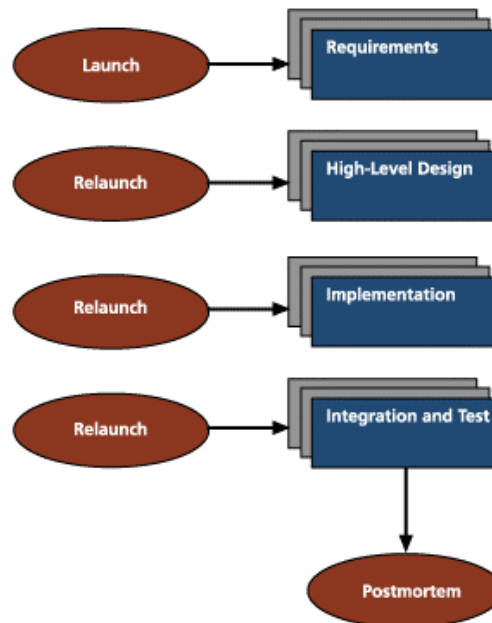 Launch
Requirements
Relaunch
High-Level Design
Relaunch
Implementation
Relaunch
Integration and Test
Postmortem